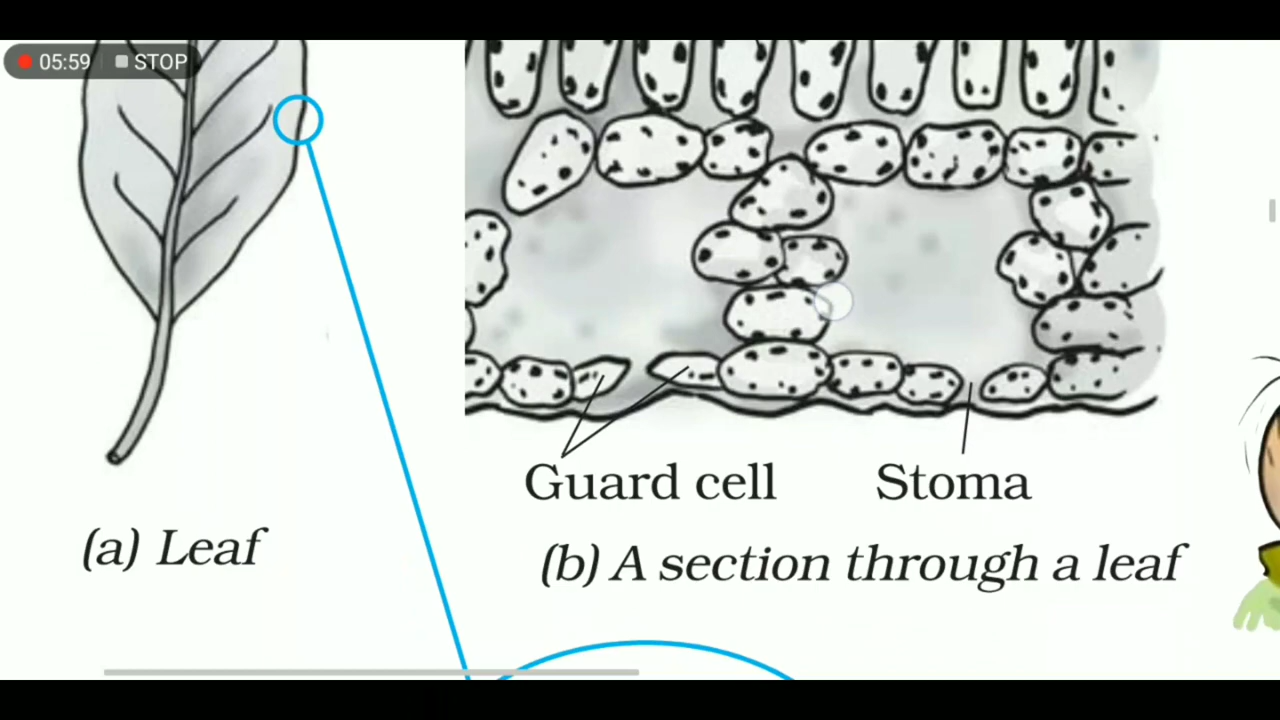 05:59 STOP
Guard cell
Stoma
(a) Leaf
(b) A section through a leaf